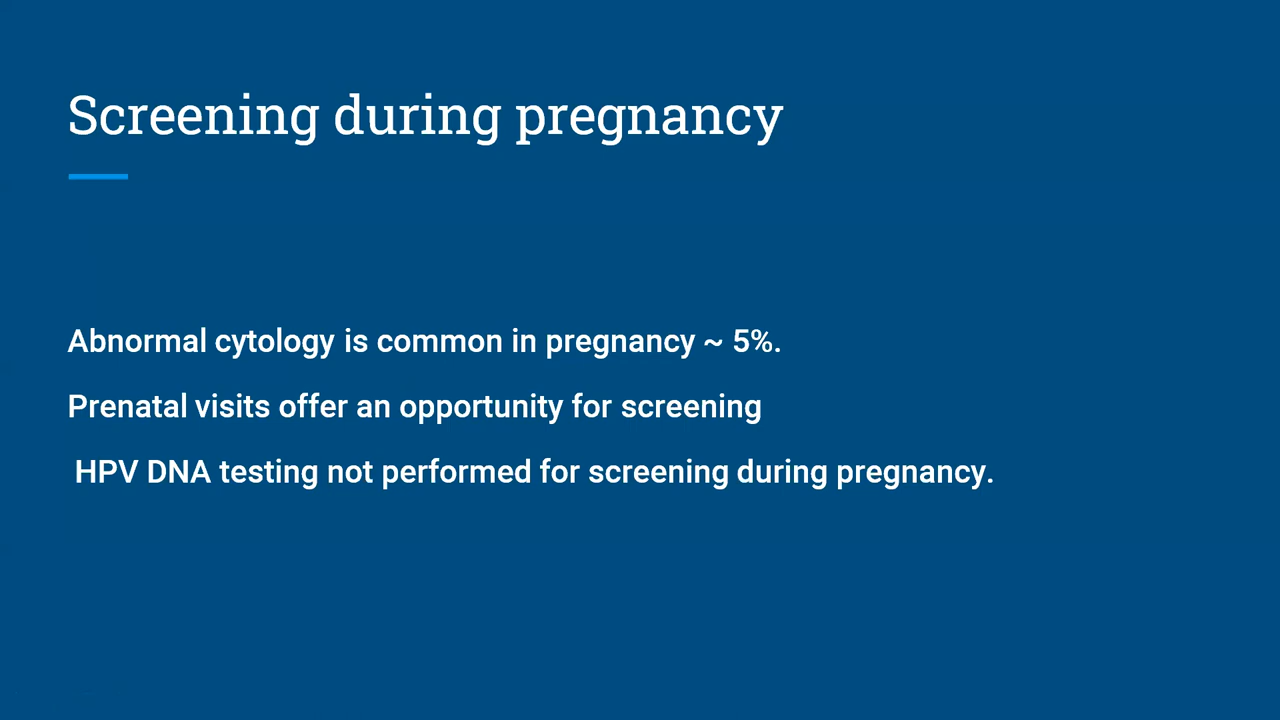 Screening during pregnancy
Abnormal cytology is common in pregnancy ~ 5%.
Prenatal visits offer an opportunity for screening
HPV DNA testing not performed for screening during pregnancy.